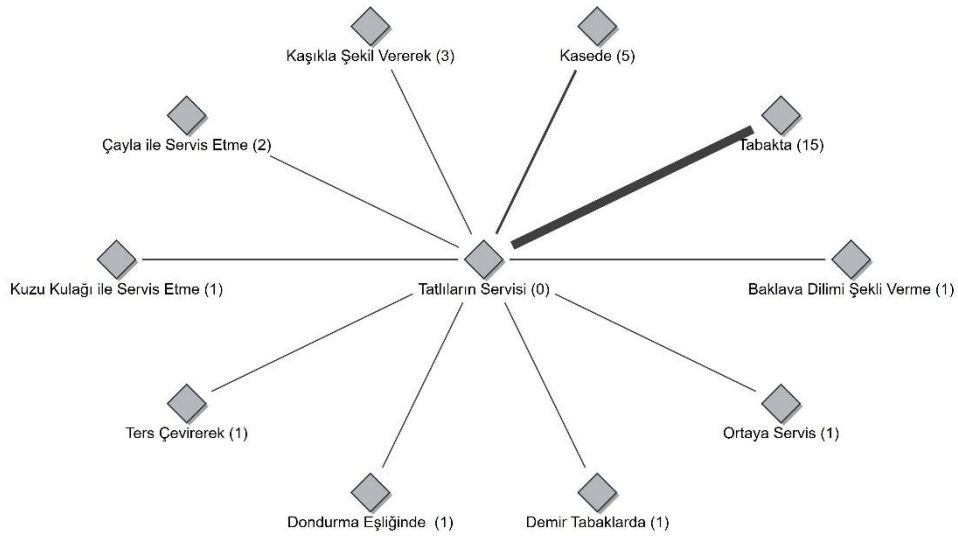 Kaşıkla Şekil Vererek (3)
Kasede (5)
Çayla ile Servis Etme (2)
Tabakta (15)
Kuzu Kulağı ile Servis Etme (1)
Tatlıların Servisi (0)
Baklava Dilimi Şekli Verme (1)
Ters Çevirerek (1)
Ortaya Servis (1)
Dondurma Eşliğinde (1)
Demir Tabaklarda (1)